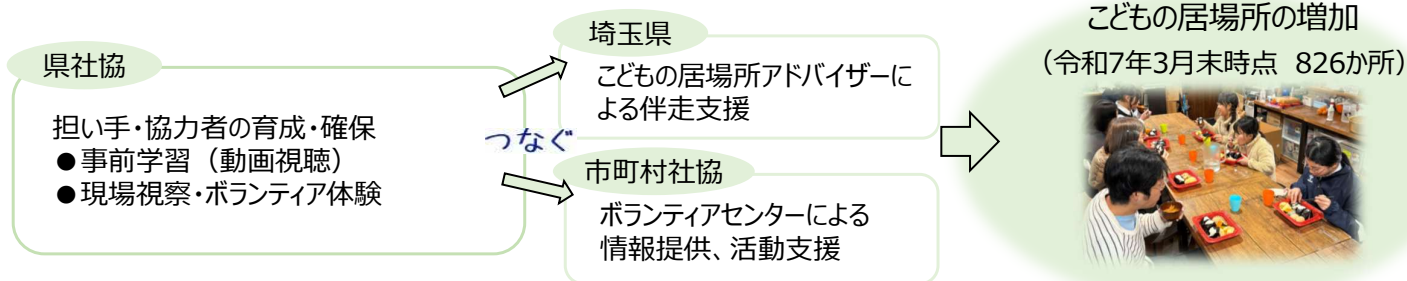 県社協
担い手・協力者の育成・確保
●事前学習（動画視聴）
●現場視察・ボランティア体験
つなぐ
埼玉県
こどもの居場所アドバイザーに
よる伴走支援
市町村社協
ボランティアセンターによる
情報提供、活動支援
こどもの居場所の増加
（令和7年3月末時点 826か所）